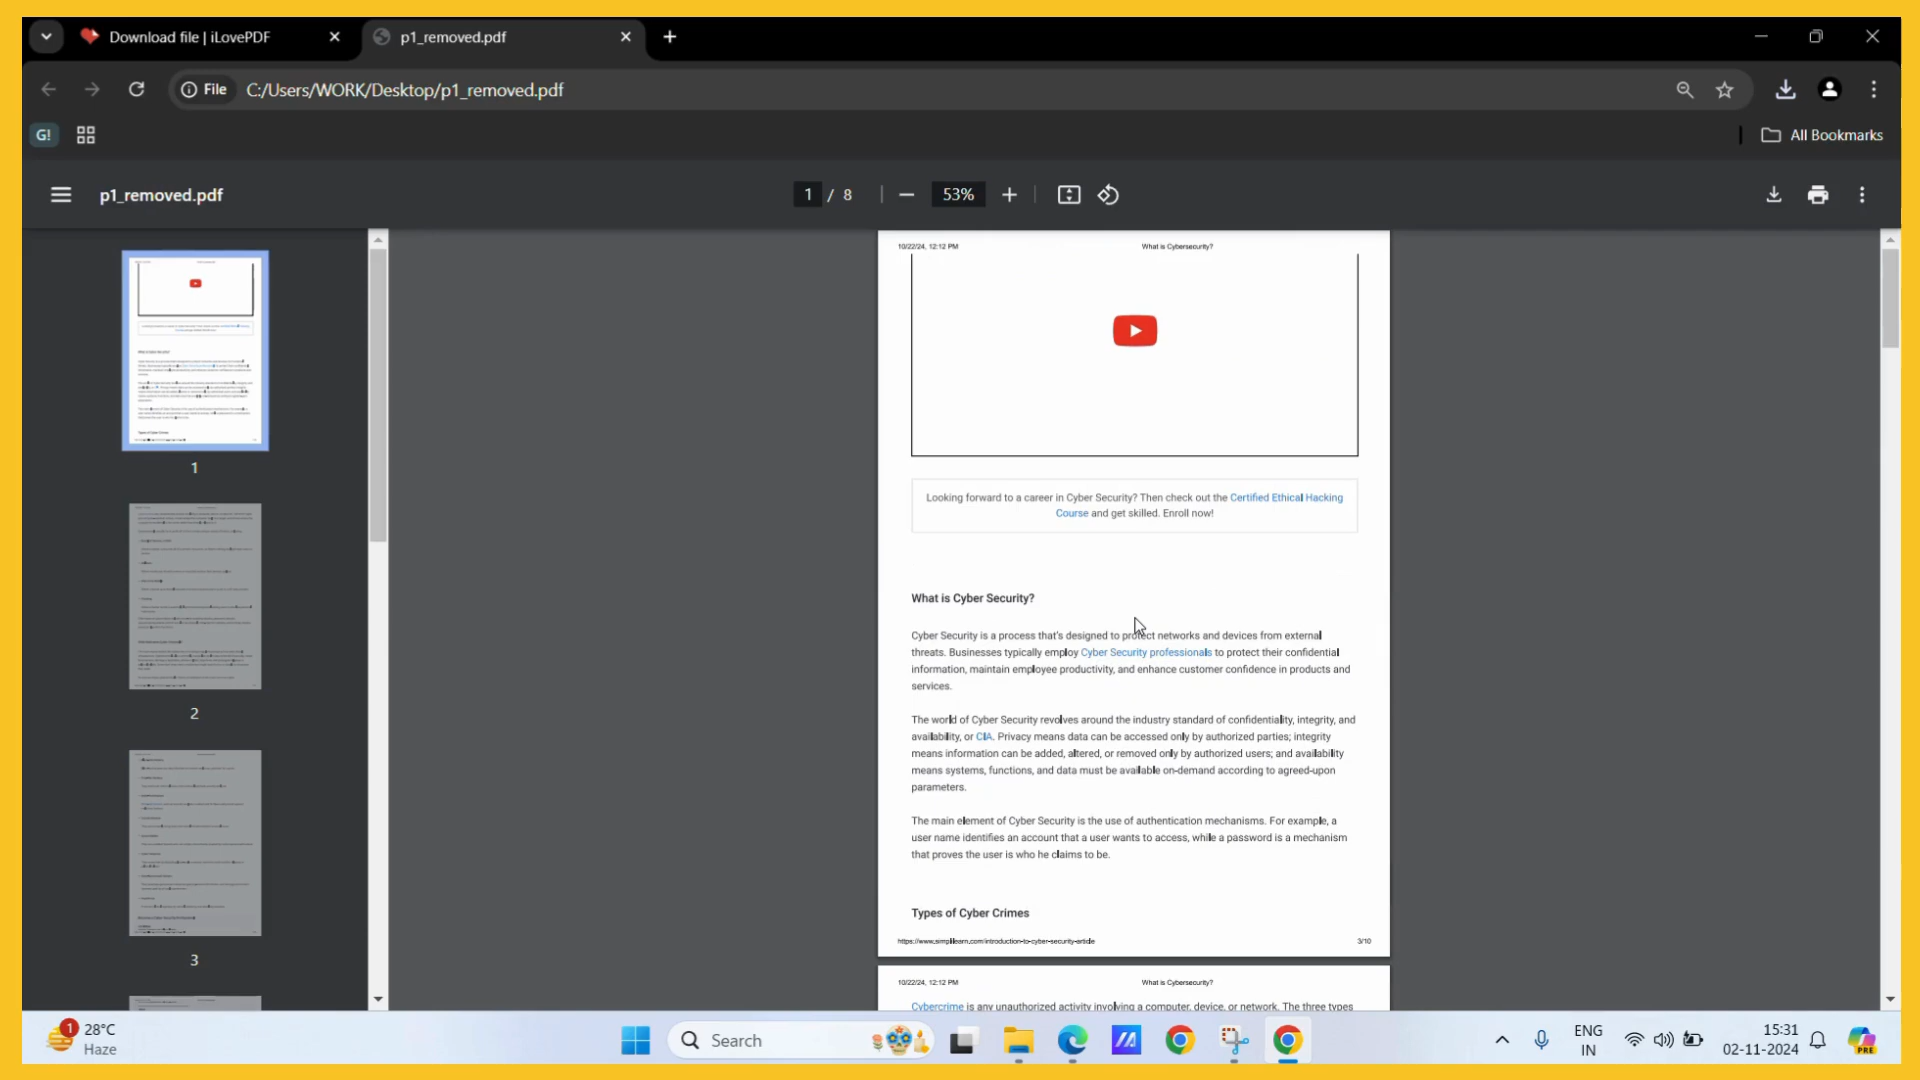 Download file | iLovePDF
p1_removed.pdf
File
C:/Users/WORK/Desktop/p1_removed.pdf
G!
All Bookmarks
p1_removed.pdf
1 / 8
53%
1
2
3
10/22/24, 12:12 PM
What is Cybersecurity?
Looking forward to a career in Cyber Security? Then check out the Certified Ethical Hacking
Course and get skilled. Enroll now!
What is Cyber Security?
Cyber Security is a process that's designed to protect networks and devices from external
threats. Businesses typically employ Cyber Security professionals to protect their confidential
information, maintain employee productivity, and enhance customer confidence in products and
services.
The world of Cyber Security revolves around the industry standard of confidentiality, integrity, and
availability, or CIA. Privacy means data can be accessed only by authorized parties; integrity
means information can be added, altered, or removed only by authorized users; and availability
means systems, functions, and data must be available on-demand according to agreed-upon
parameters.
The main element of Cyber Security is the use of authentication mechanisms. For example, a
user name identifies an account that a user wants to access, while a password is a mechanism
that proves the user is who he claims to be.
Types of Cyber Crimes
https://www.simplilearn.com/introduction-to-cyber-security-article
3/10
10/22/24, 12:12 PM
What is Cybersecurity?
Cybercrime is any unauthorized activity involving a computer, device, or network. The three types
1
28°C
Haze
Search
ENG
IN
15:31
02-11-2024
PRE